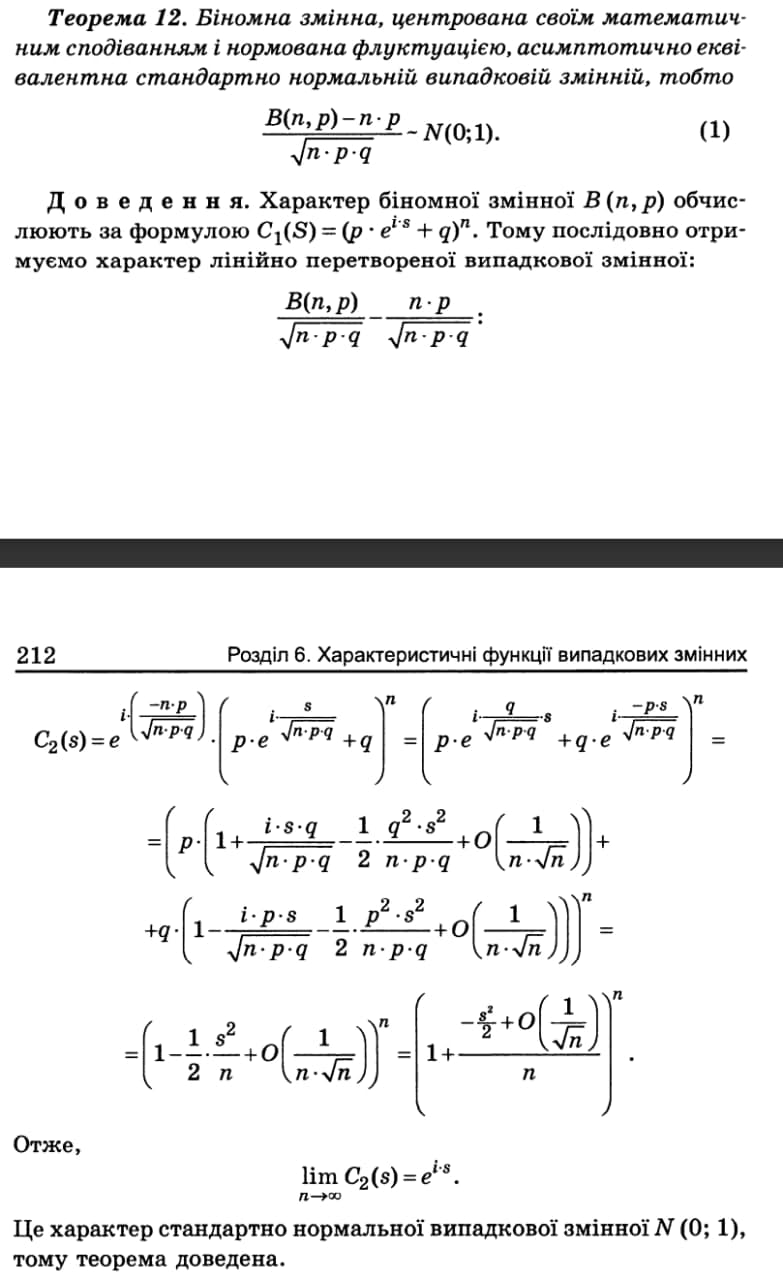 Теорема 12. Біномна змінна, центрована своїм математич-
ним сподіванням і нормована флуктуацією, асимптотично екві-
валентна стандартно нормальній випадковій змінній, тобто
\frac{B(n, p) - n \cdot p}{\sqrt{n \cdot p \cdot q}} \sim N(0; 1). (1)
Доведення. Характер біномної змінної B (n, p) обчис-
люють за формулою C_1(S) = (p \cdot e^{i \cdot s} + q)^n. Тому послідовно отри-
муємо характер лінійно перетвореної випадкової змінної:
\frac{B(n, p)}{\sqrt{n \cdot p \cdot q}} - \frac{n \cdot p}{\sqrt{n \cdot p \cdot q}}:
212 Розділ 6. Характеристичні функції випадкових змінних
C_2(s) = e^{i \cdot \left(\frac{-n \cdot p}{\sqrt{n \cdot p \cdot q}}\right)} \cdot \left(p \cdot e^{i \cdot \frac{s}{\sqrt{n \cdot p \cdot q}}} + q\right)^n = \left(p \cdot e^{i \cdot \frac{q}{\sqrt{n \cdot p \cdot q}} \cdot s} + q \cdot e^{i \cdot \frac{-p \cdot s}{\sqrt{n \cdot p \cdot q}}}\right)^n =
= \left(p \cdot \left(1 + \frac{i \cdot s \cdot q}{\sqrt{n \cdot p \cdot q}} - \frac{1}{2} \cdot \frac{q^2 \cdot s^2}{n \cdot p \cdot q} + O\left(\frac{1}{n \cdot \sqrt{n}}\right)\right) +
+ q \cdot \left(1 - \frac{i \cdot p \cdot s}{\sqrt{n \cdot p \cdot q}} - \frac{1}{2} \cdot \frac{p^2 \cdot s^2}{n \cdot p \cdot q} + O\left(\frac{1}{n \cdot \sqrt{n}}\right)\right)\right)^n =
= \left(1 - \frac{1}{2} \cdot \frac{s^2}{n} + O\left(\frac{1}{n \cdot \sqrt{n}}\right)\right)^n = \left(1 + \frac{-\frac{s^2}{2} + O\left(\frac{1}{\sqrt{n}}\right)}{n}\right)^n.
Отже,
\lim_{n \to \infty} C_2(s) = e^{i \cdot s}.
Це характер стандартно нормальної випадкової змінної N (0; 1),
тому теорема доведена.